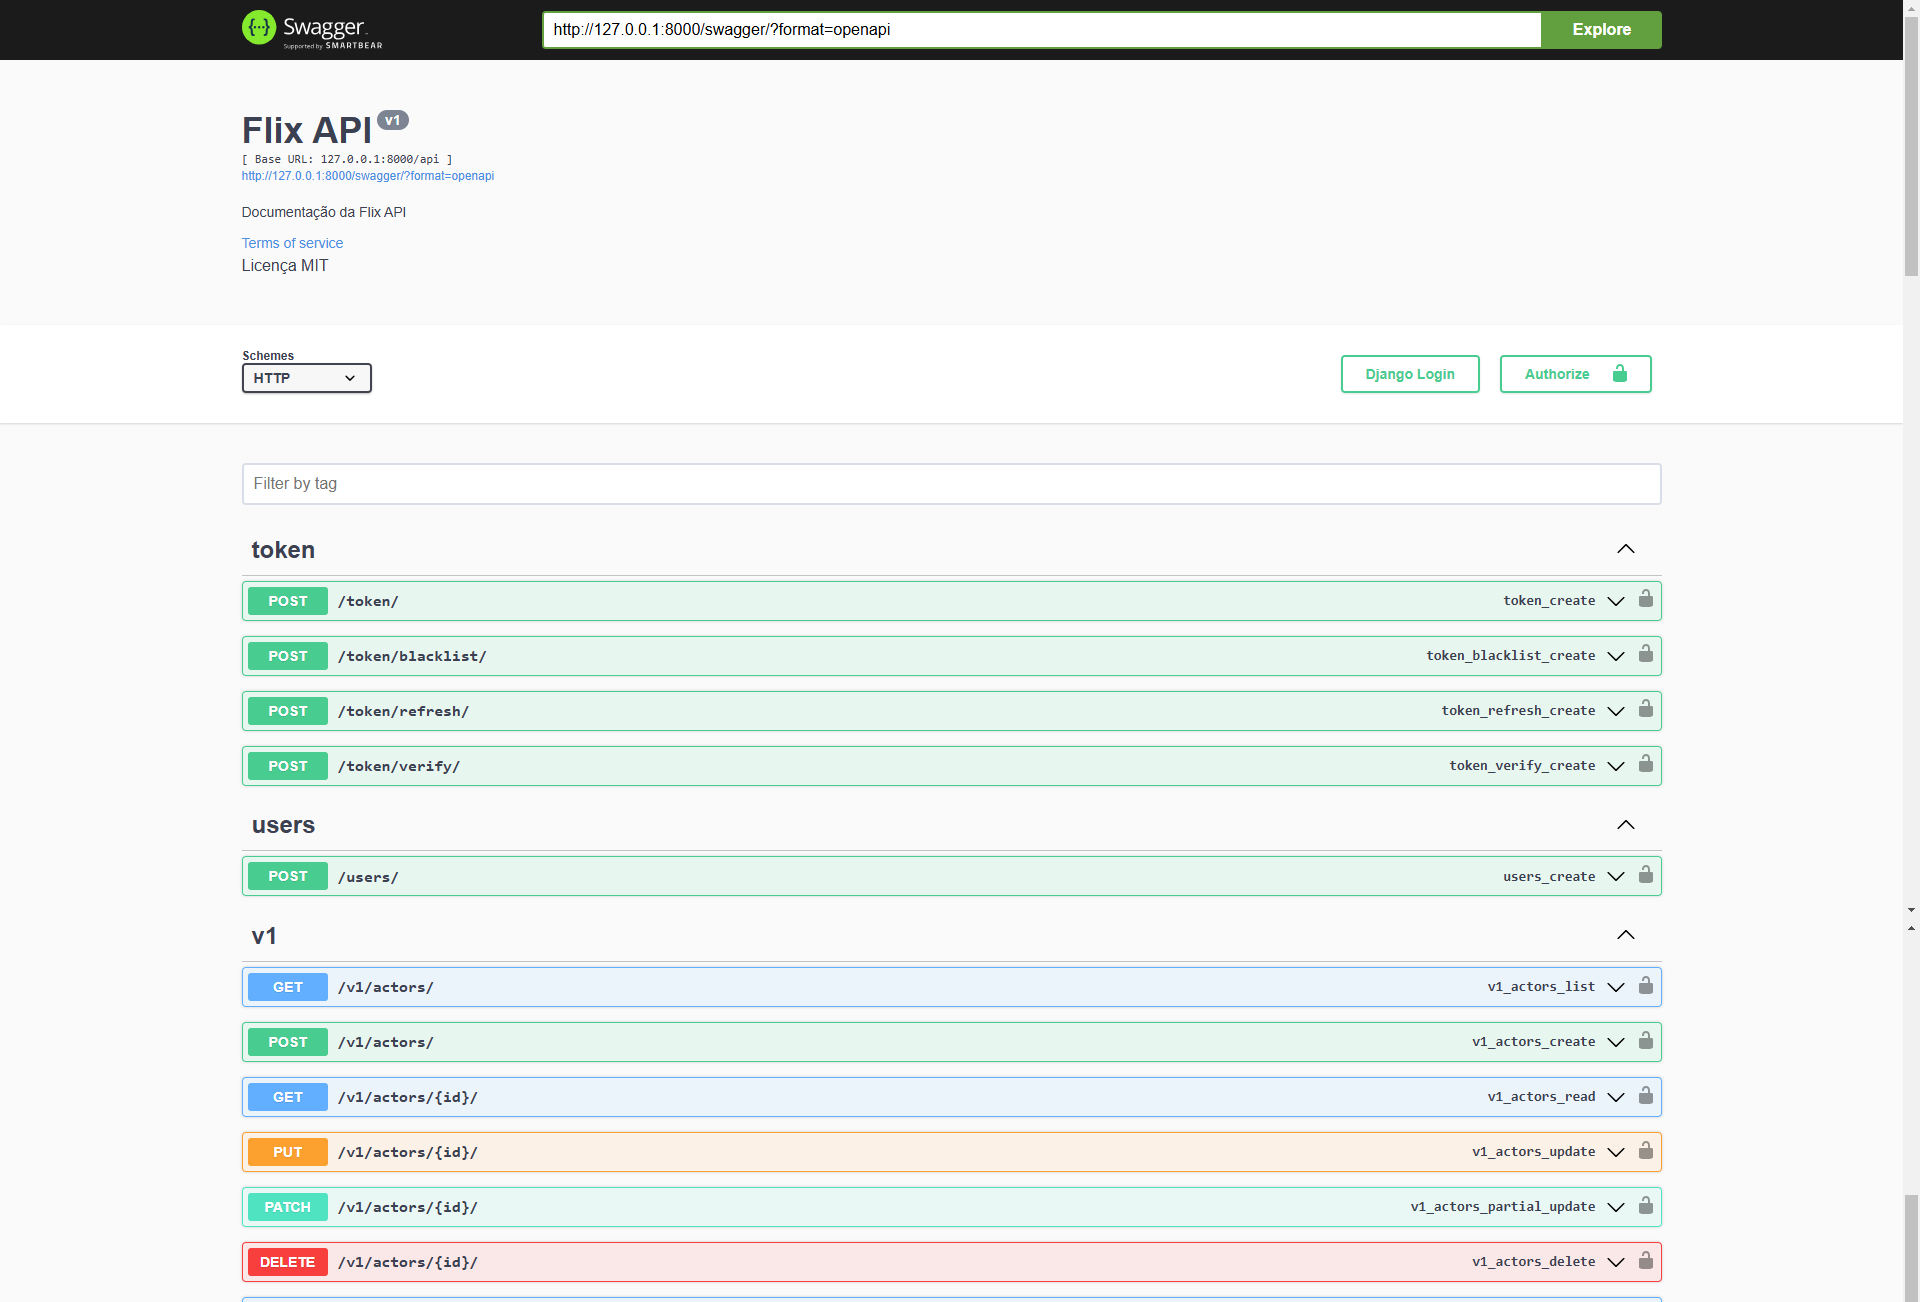 Swagger
Supported by SMARTBEAR
http://127.0.0.1:8000/swagger/?format=openapi
Explore
Flix API v1
[ Base URL: 127.0.0.1:8000/api ]
http://127.0.0.1:8000/swagger/?format=openapi
Documentação da Flix API
Terms of service
Licença MIT
Schemes
HTTP
Django Login
Authorize
Filter by tag
token
POST /token/ token_create
POST /token/blacklist/ token_blacklist_create
POST /token/refresh/ token_refresh_create
POST /token/verify/ token_verify_create
users
POST /users/ users_create
v1
GET /v1/actors/ v1_actors_list
POST /v1/actors/ v1_actors_create
GET /v1/actors/{id}/ v1_actors_read
PUT /v1/actors/{id}/ v1_actors_update
PATCH /v1/actors/{id}/ v1_actors_partial_update
DELETE /v1/actors/{id}/ v1_actors_delete